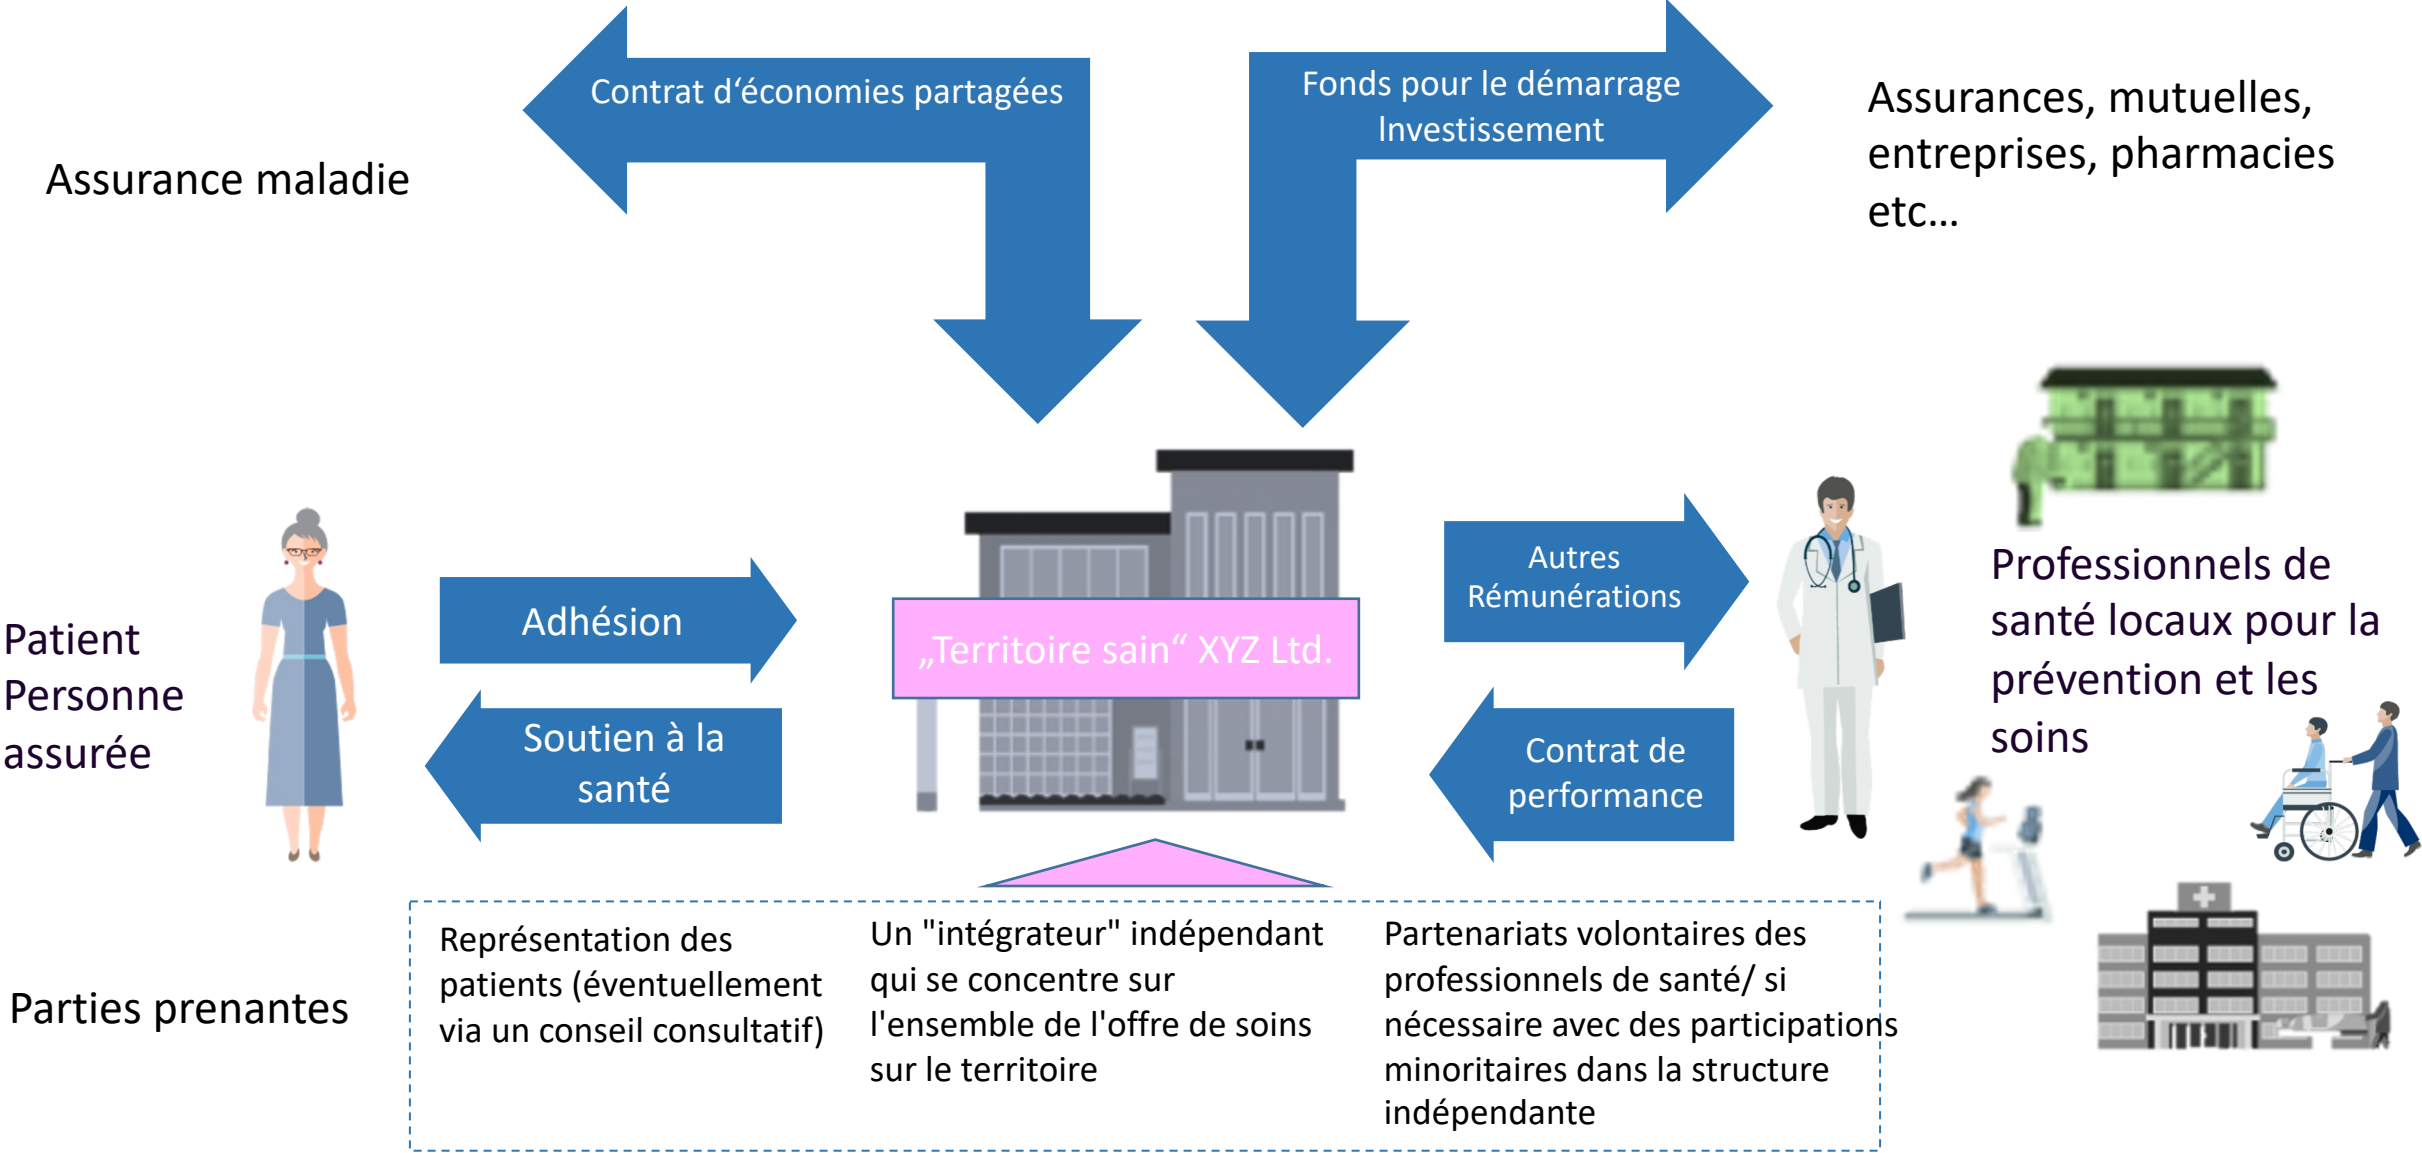 Contrat d‘économies partagées
Fonds pour le démarrage
Investissement
Assurances, mutuelles,
entreprises, pharmacies
etc…
Assurance maladie
Patient
Personne
assurée
Adhésion
Soutien à la
santé
„Territoire sain“ XYZ Ltd.
Autres
Rémunérations
Contrat de
performance
Professionnels de
santé locaux pour la
prévention et les
soins
Parties prenantes
Représentation des
patients (éventuellement
via un conseil consultatif)
Un "intégrateur" indépendant
qui se concentre sur
l'ensemble de l'offre de soins
sur le territoire
Partenariats volontaires des
professionnels de santé/ si
nécessaire avec des participations
minoritaires dans la structure
indépendante